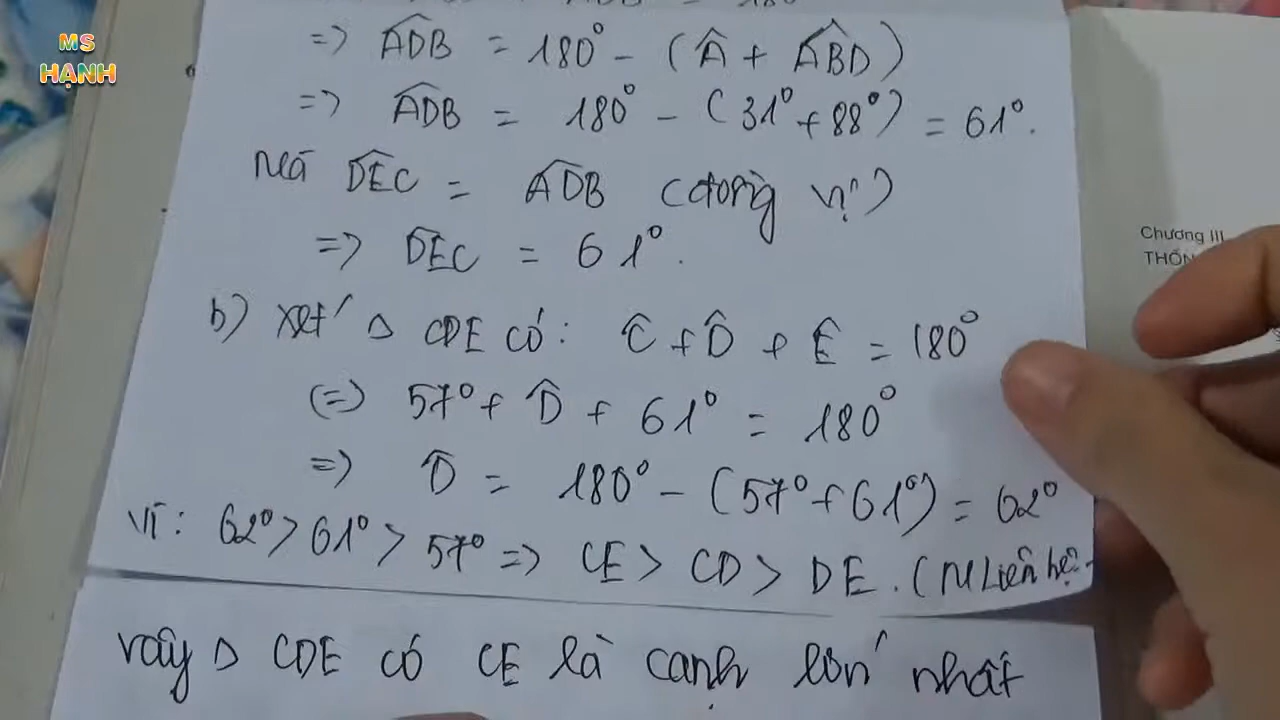 MS
HẠNH
=> ADB = 180° - (Â + ABD)
=> ADB = 180° - (31° + 88°) = 61°.
Mà DEC = ADB (đồng vị)
=> DEC = 61°.
b) Xét △ CDE có: Ĉ + D̂ + Ê = 180°
(=) 57° + D̂ + 61° = 180°
=> D̂ = 180° - (57° + 61°) = 62°
Vì: 62° > 61° > 57° => CE > CD > DE. (M Liên hệ
Vậy △ CDE có CE là cạnh lớn nhất
Chương III
THỐN